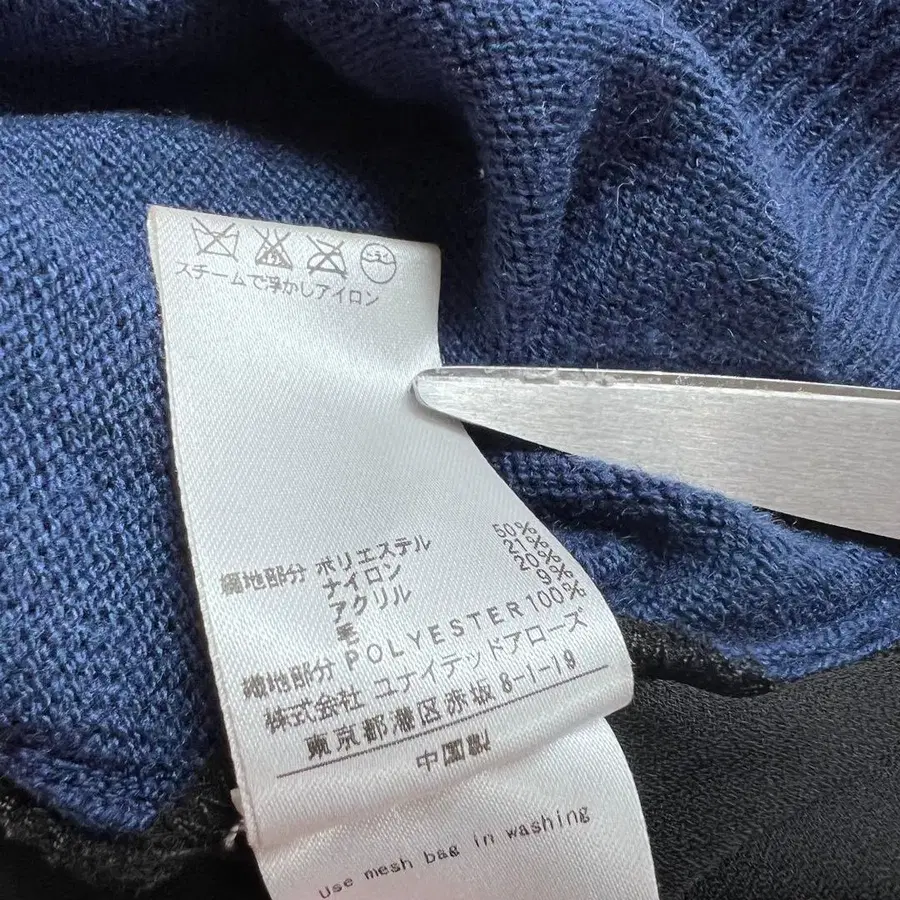 スチームで浮かしアイロン
編地部分 ポリエステル 50%
ナイロン 21%
アクリル 20%
毛 9%
織地部分 POLYESTER 100%
株式会社 ユナイテッドアローズ
東京都港区赤坂 8-1-19
中国製
Use mesh bag in washing